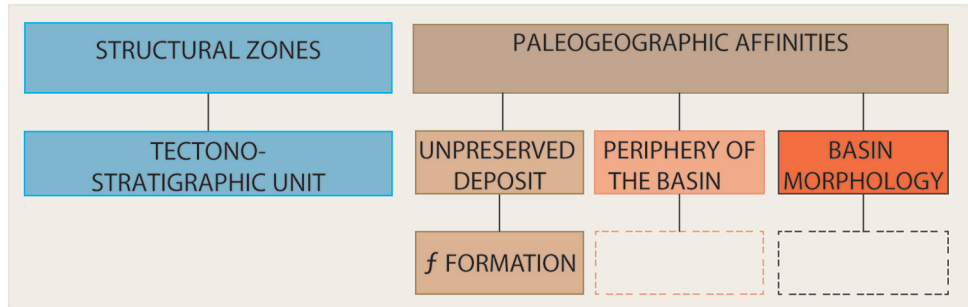 STRUCTURAL ZONES
PALEOGEOGRAPHIC AFFINITIES
TECTONO-
STRATIGRAPHIC UNIT
UNPRESERVED
DEPOSIT
PERIPHERY OF
THE BASIN
BASIN
MORPHOLOGY
f FORMATION